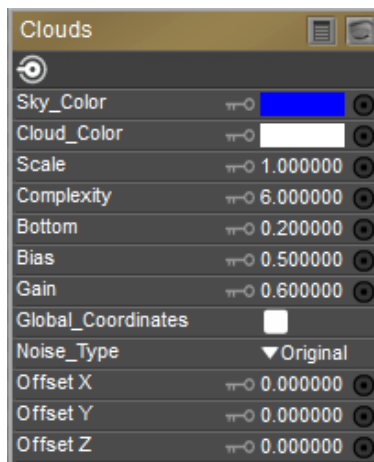 Clouds
Sky_Color
Cloud_Color
Scale 1.000000
Complexity 6.000000
Bottom 0.200000
Bias 0.500000
Gain 0.600000
Global_Coordinates
Noise_Type Original
Offset X 0.000000
Offset Y 0.000000
Offset Z 0.000000